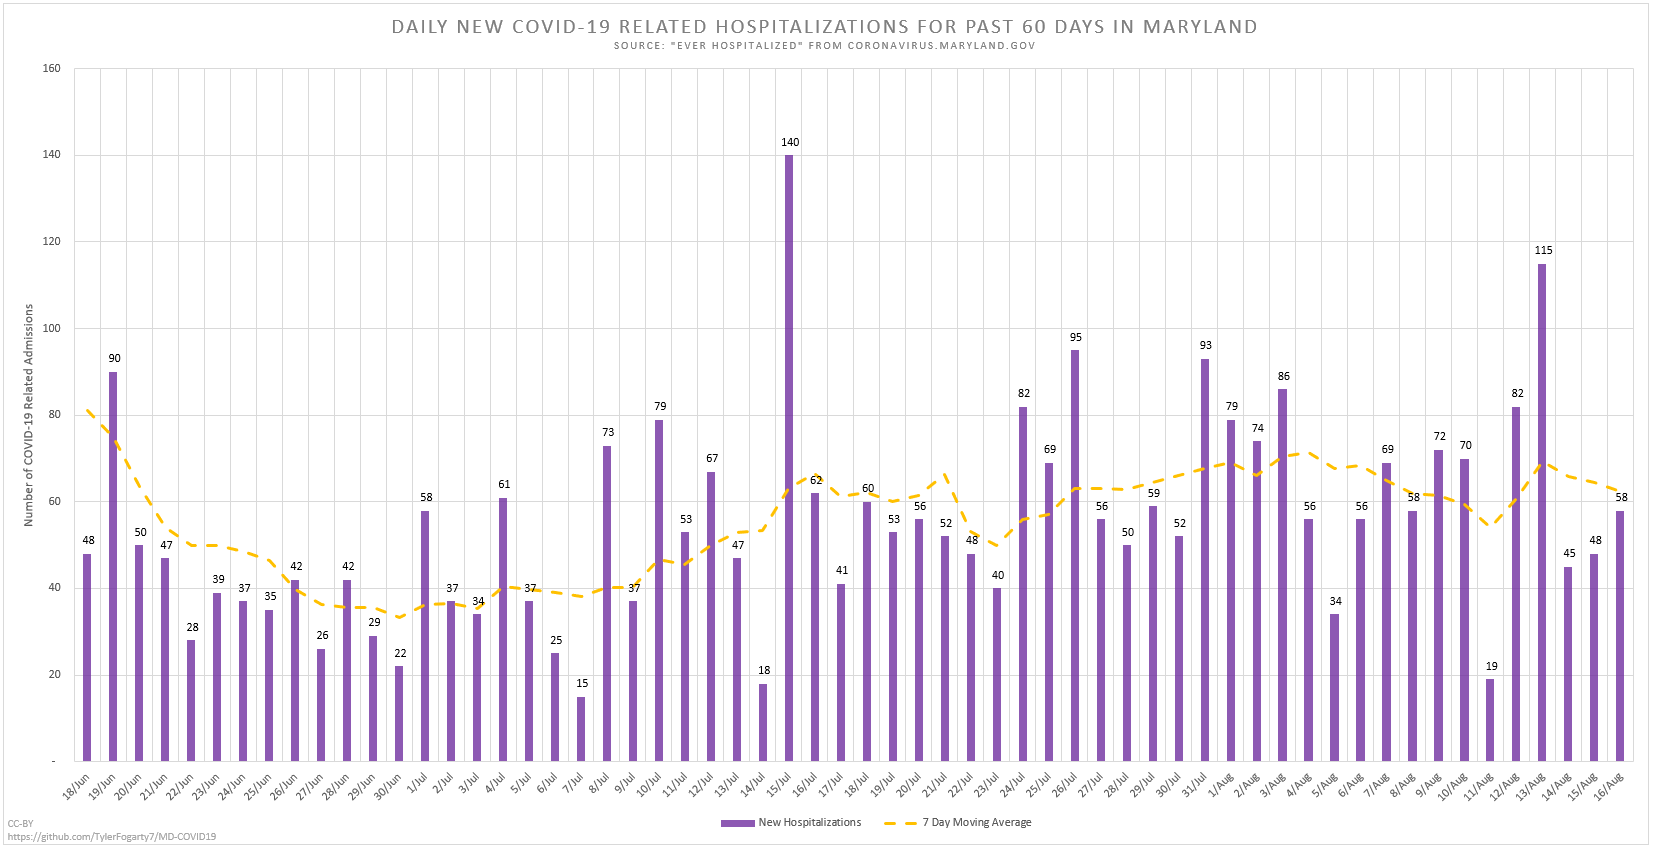 DAILY NEW COVID-19 RELATED HOSPITALIZATIONS FOR PAST 60 DAYS IN MARYLAND
SOURCE: "EVER HOSPITALIZED" FROM CORONAVIRUS.MARYLAND.GOV
Number of COVID-19 Related Admissions
160
140
120
100
80
60
40
20
-
48
90
50
47
28
39
37
35
42
26
42
29
22
58
37
34
61
37
25
15
73
37
79
53
67
47
18
140
62
41
60
53
56
52
48
40
82
69
95
56
50
59
52
93
79
74
86
56
34
56
69
58
72
70
19
82
115
45
48
58
18/Jun
19/Jun
20/Jun
21/Jun
22/Jun
23/Jun
24/Jun
25/Jun
26/Jun
27/Jun
28/Jun
29/Jun
30/Jun
1/Jul
2/Jul
3/Jul
4/Jul
5/Jul
6/Jul
7/Jul
8/Jul
9/Jul
10/Jul
11/Jul
12/Jul
13/Jul
14/Jul
15/Jul
16/Jul
17/Jul
18/Jul
19/Jul
20/Jul
21/Jul
22/Jul
23/Jul
24/Jul
25/Jul
26/Jul
27/Jul
28/Jul
29/Jul
30/Jul
31/Jul
1/Aug
2/Aug
3/Aug
4/Aug
5/Aug
6/Aug
7/Aug
8/Aug
9/Aug
10/Aug
11/Aug
12/Aug
13/Aug
14/Aug
15/Aug
16/Aug
New Hospitalizations
7 Day Moving Average
CC-BY
https://github.com/TylerFogarty7/MD-COVID19